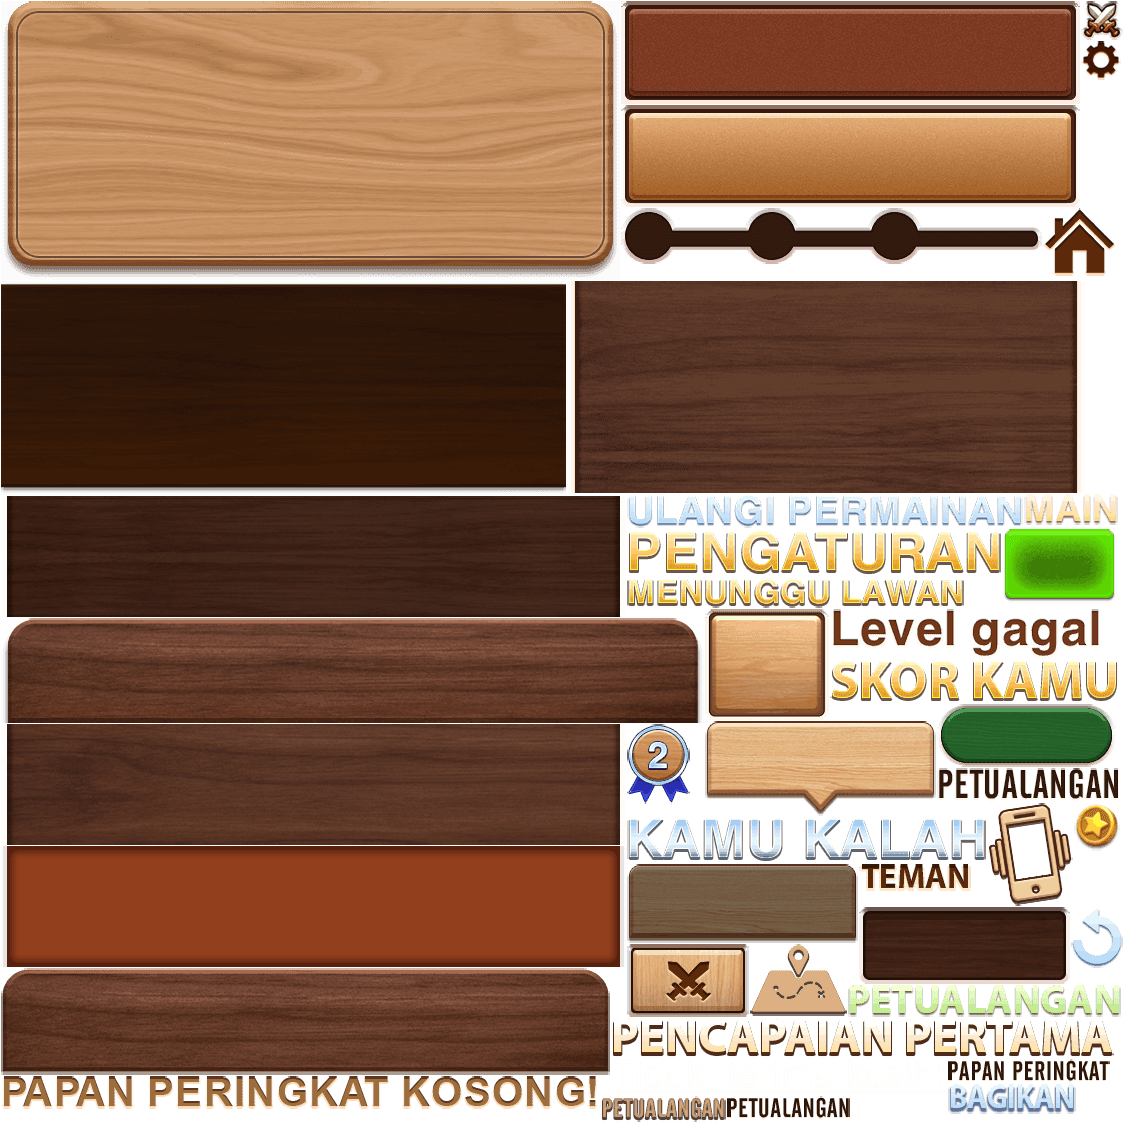 ULANGI PERMAINAN MAIN
PENGATURAN
MENUNGGU LAWAN
Level gagal
SKOR KAMU
2
PETUALANGAN
KAMU KALAH
TEMAN
PETUALANGAN
PENCAPAIAN PERTAMA
PAPAN PERINGKAT
PAPAN PERINGKAT KOSONG!
BAGIKAN
PETUALANGAN PETUALANGAN